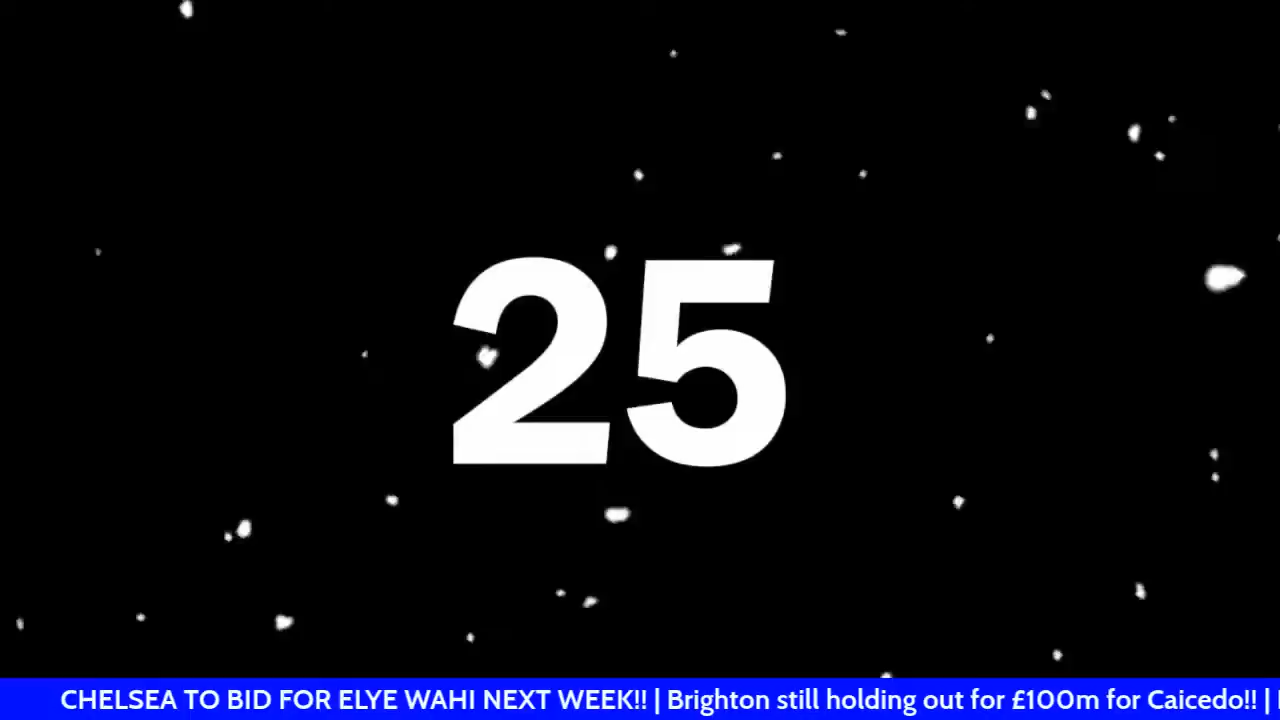 25
CHELSEA TO BID FOR ELYE WAHI NEXT WEEK!! | Brighton still holding out for £100m for Caicedo!! |